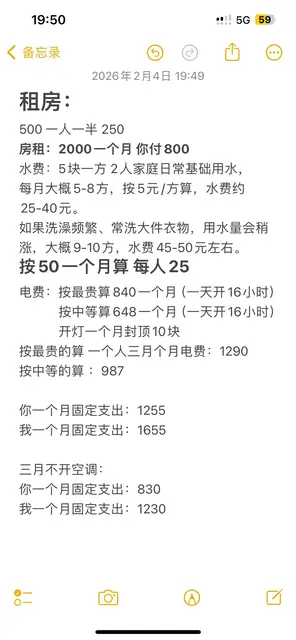 19:50
5G
59
备忘录
2026年2月4日 19:49
租房：
500 一人一半 250
房租：2000一个月 你付800
水费：5块一方 2人家庭日常基础用水，
每月大概5-8方，按5元/方算，水费约
25-40元。
如果洗澡频繁、常洗大件衣物，用水量会稍
涨，大概9-10方，水费45-50元左右。
按50一个月算 每人25
电费：按最贵算840一个月（一天开16小时）
按中等算648一个月（一天开16小时）
开灯一个月封顶10块
按最贵的算 一个人三月个月电费：1290
按中等的算：987
你一个月固定支出：1255
我一个月固定支出：1655
三月不开空调：
你一个月固定支出：830
我一个月固定支出：1230